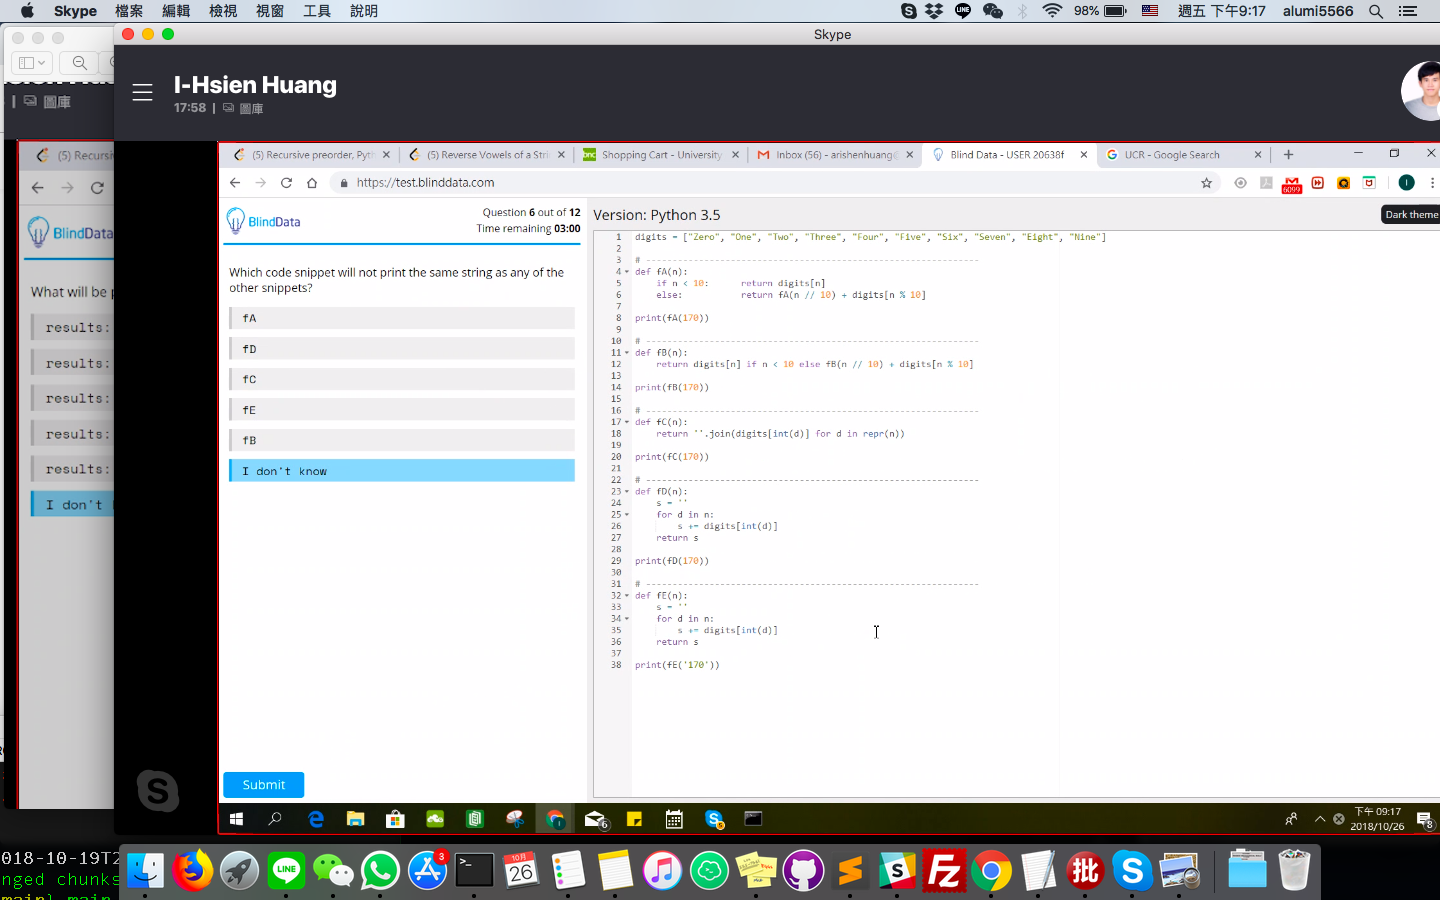 Skype 檔案 編輯 檢視 視窗 工具 說明
98% 週五 下午9:17 alumi5566
Skype
I-Hsien Huang
17:58 | 圖庫
| 圖庫
(5) Recursive preorder, Pyth
(5) Reverse Vowels of a Stri
Shopping Cart - University
Inbox (56) - arishenhuang@
Blind Data - USER 20638f
UCR - Google Search
https://test.blinddata.com
6099
BlindData
Question 6 out of 12
Time remaining 03:00
Which code snippet will not print the same string as any of the
other snippets?
fA
fD
fC
fE
fB
I don't know
Submit
Version: Python 3.5
Dark theme
1 digits = ["Zero", "One", "Two", "Three", "Four", "Five", "Six", "Seven", "Eight", "Nine"]
2
3 # --------------------------------------------------------------
4 def fA(n):
5 if n < 10: return digits[n]
6 else: return fA(n // 10) + digits[n % 10]
7
8 print(fA(170))
9
10 # --------------------------------------------------------------
11 def fB(n):
12 return digits[n] if n < 10 else fB(n // 10) + digits[n % 10]
13
14 print(fB(170))
15
16 # --------------------------------------------------------------
17 def fC(n):
18 return ''.join(digits[int(d)] for d in repr(n))
19
20 print(fC(170))
21
22 # --------------------------------------------------------------
23 def fD(n):
24 s = ''
25 for d in n:
26 s += digits[int(d)]
27 return s
28
29 print(fD(170))
30
31 # --------------------------------------------------------------
32 def fE(n):
33 s = ''
34 for d in n:
35 s += digits[int(d)]
36 return s
37
38 print(fE('170'))
(5) Recursi
BlindData
What will be p
results:
results:
results:
results:
results:
I don't
下午 09:17
2018/10/26
6
8
018-10-19T2
nged chunks
main} main
3
10月
26
批